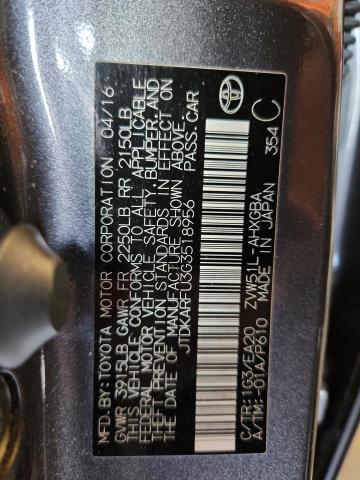 MFD.BY: TOYOTA MOTOR CORPORATION 04/16
GVWR 3915LB GAWR FR 2250LB RR 2150LB
THIS VEHICLE CONFORMS TO ALL APPLICABLE
FEDERAL MOTOR VEHICLE SAFETY, BUMPER, AND
THEFT PREVENTION STANDARDS IN EFFECT ON
THE DATE OF MANUFACTURE SHOWN ABOVE.
JTDKARFU3G3518956 PASS.CAR
C/TR: 1G3/EA20 ZVW51L-AHXGBA
A/TM: -01A/P610 MADE IN JAPAN
354 C